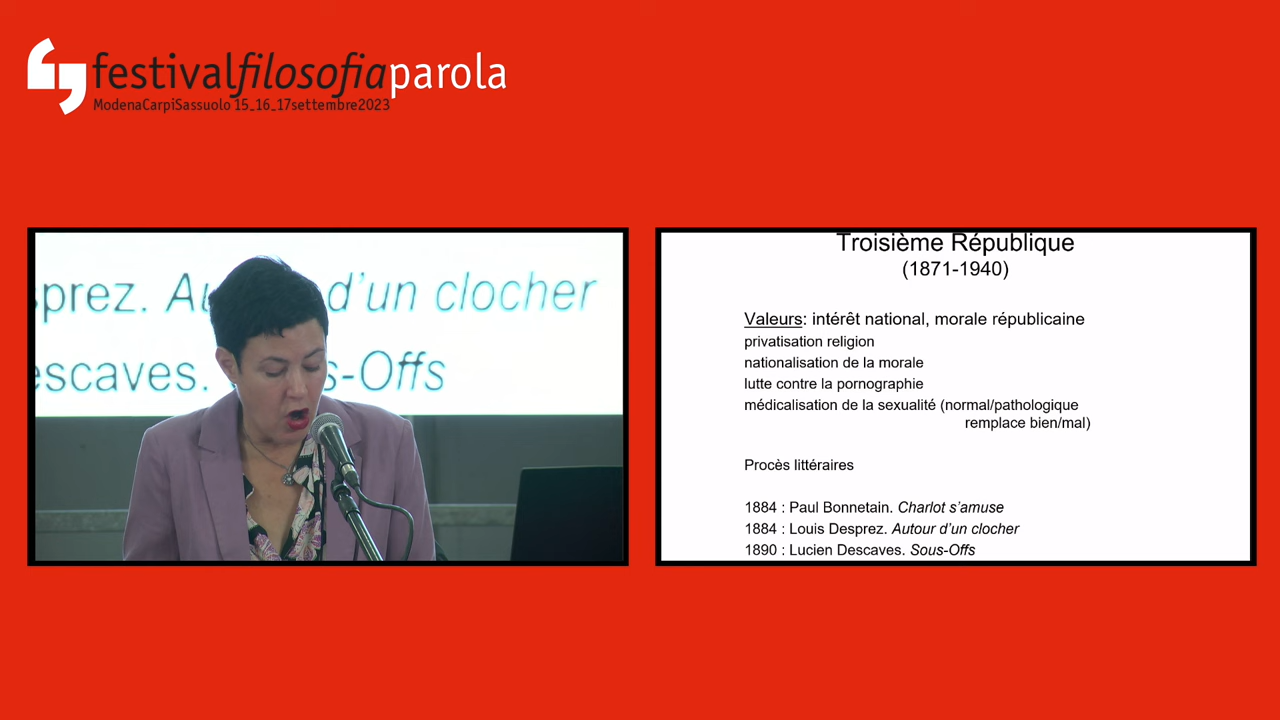 festivalfilosofiaparola
ModenaCarpiSassuolo 15_16_17settembre2023
sprez. Au d'un clocher
escaves. s-Offs
Troisième République
(1871-1940)
Valeurs: intérêt national, morale républicaine
privatisation religion
nationalisation de la morale
lutte contre la pornographie
médicalisation de la sexualité (normal/pathologique
remplace bien/mal)
Procès littéraires
1884 : Paul Bonnetain. Charlot s'amuse
1884 : Louis Desprez. Autour d'un clocher
1890 : Lucien Descaves. Sous-Offs